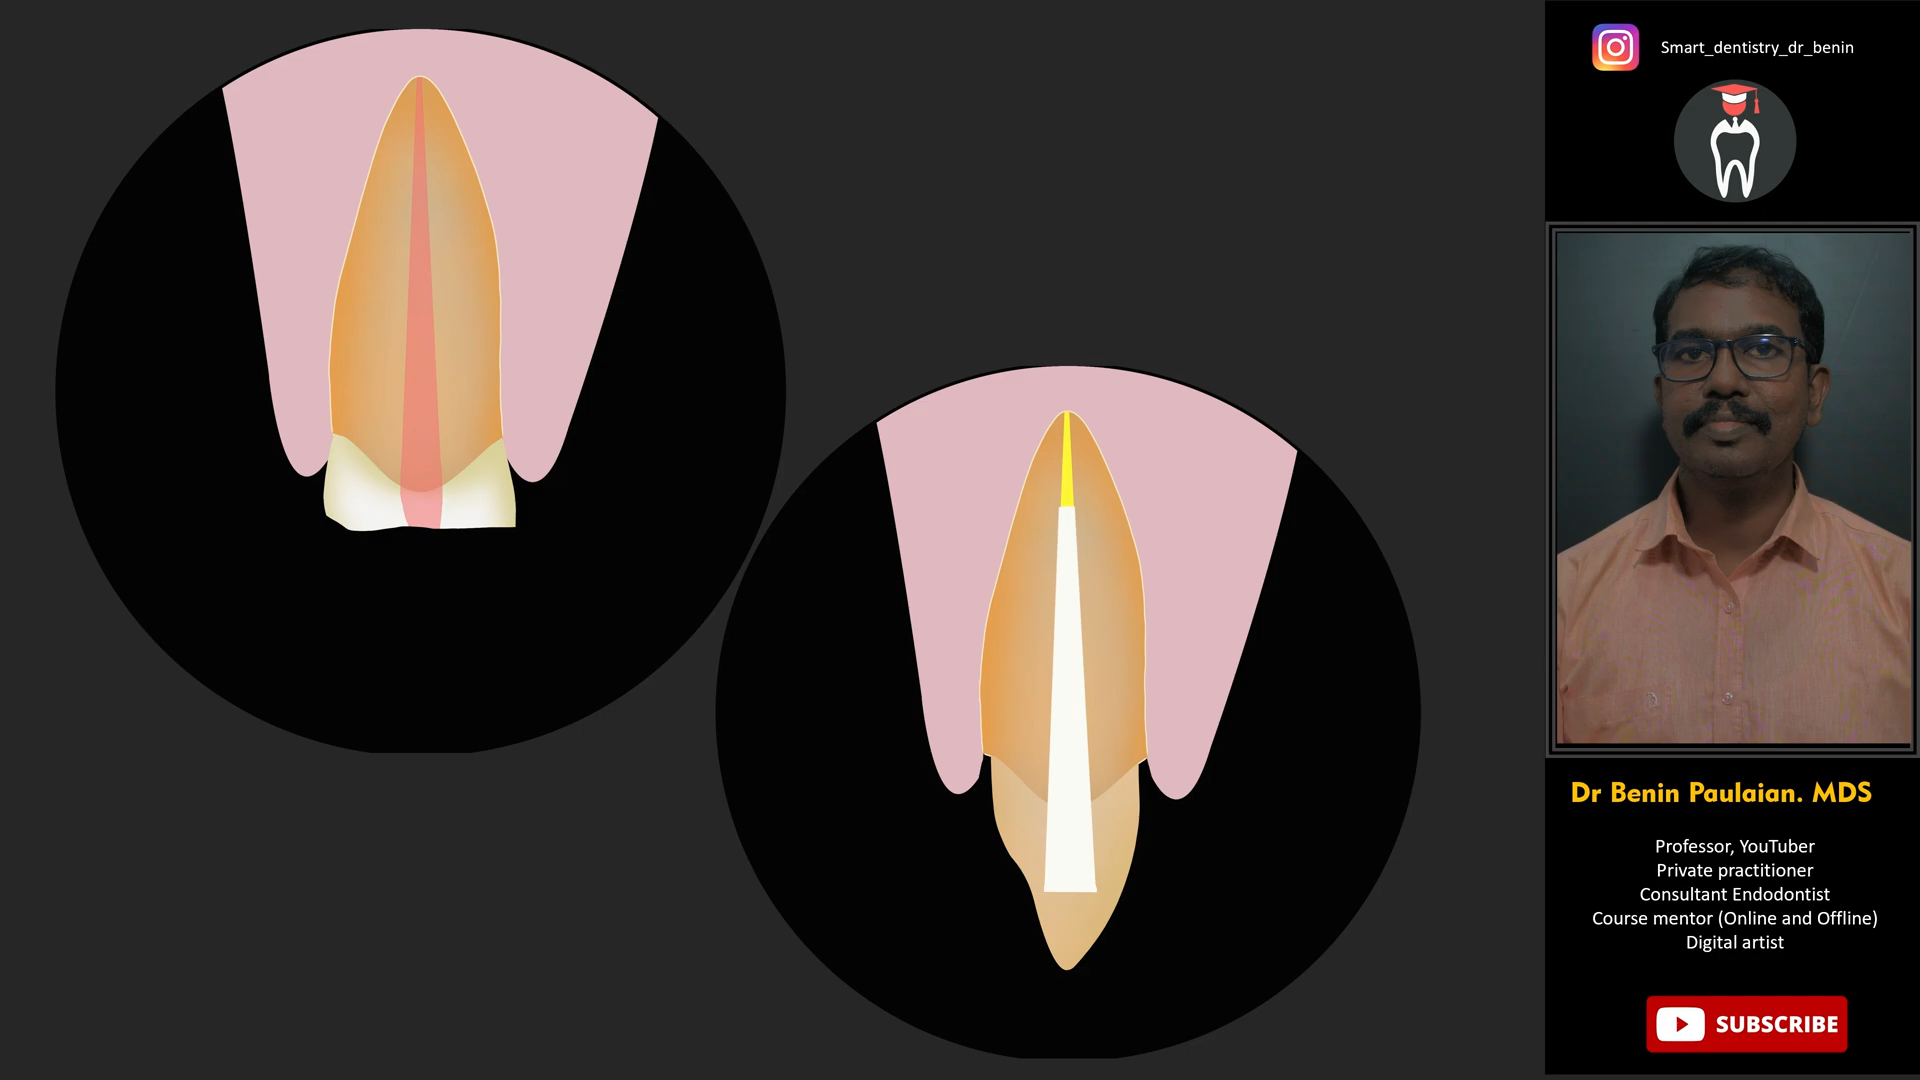 Smart_dentistry_dr_benin
Dr Benin Paulaian. MDS
Professor, YouTuber
Private practitioner
Consultant Endodontist
Course mentor (Online and Offline)
Digital artist
SUBSCRIBE